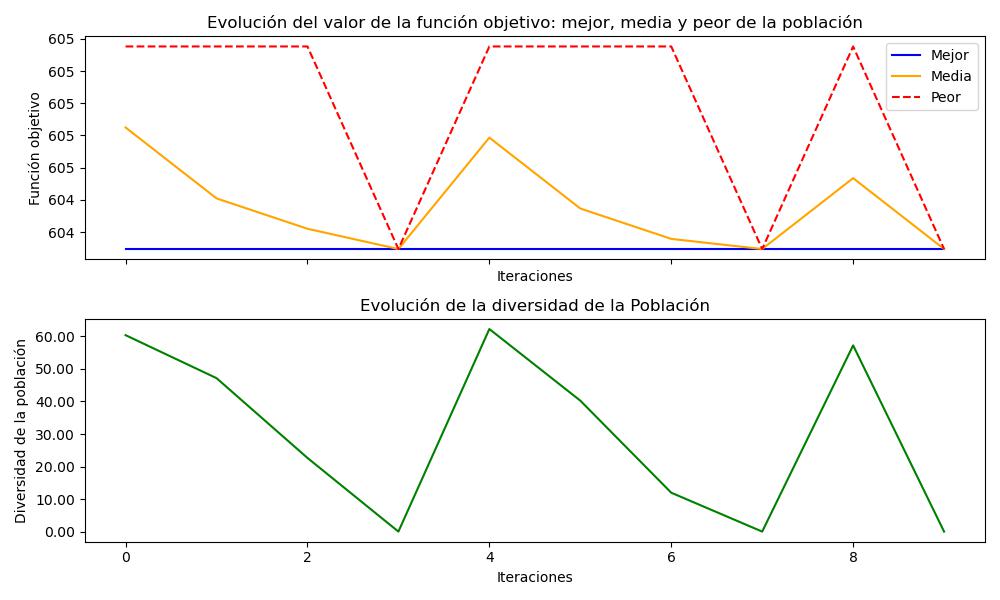 Evolución del valor de la función objetivo: mejor, media y peor de la población
605
605
605
605
605
604
604
Función objetivo
Mejor
Media
Peor
Iteraciones
Evolución de la diversidad de la Población
60.00
50.00
40.00
30.00
20.00
10.00
0.00
Diversidad de la población
0 2 4 6 8
Iteraciones